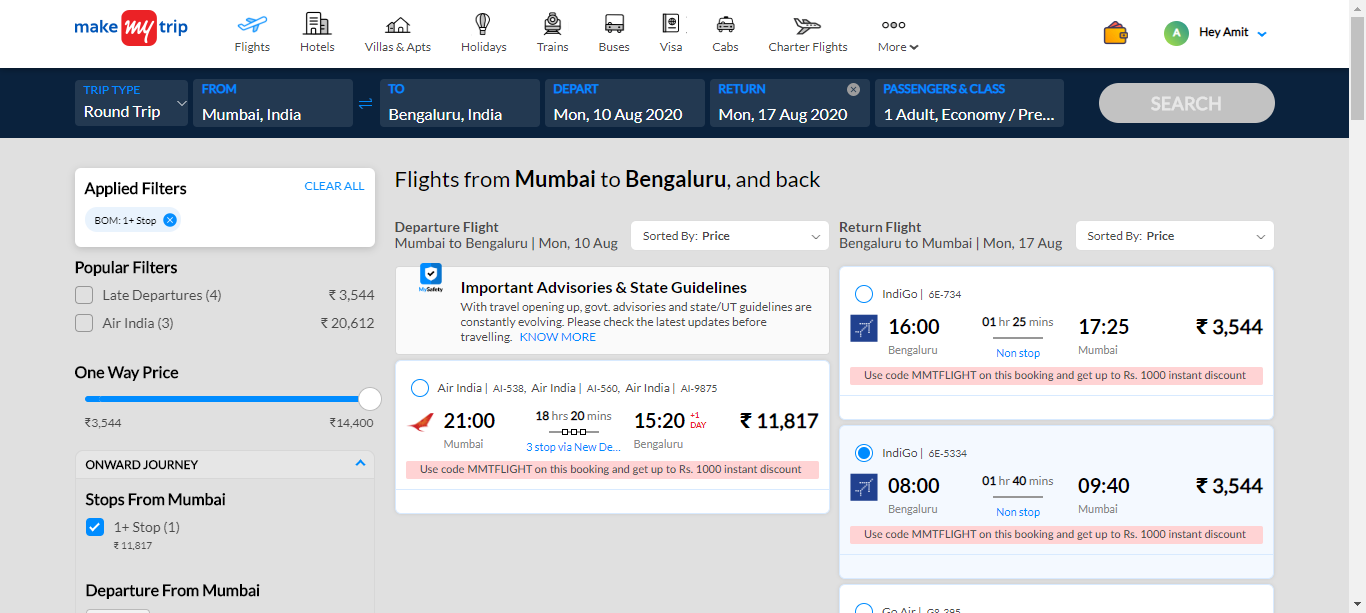 make my trip
Flights
Hotels
Villas & Apts
Holidays
Trains
Buses
Visa
Cabs
Charter Flights
More
A
Hey Amit
TRIP TYPE
Round Trip
FROM
Mumbai, India
TO
Bengaluru, India
DEPART
Mon, 10 Aug 2020
RETURN
Mon, 17 Aug 2020
PASSENGERS & CLASS
1 Adult, Economy / Pre...
SEARCH
Applied Filters
CLEAR ALL
BOM: 1+ Stop
Popular Filters
Late Departures (4)
₹ 3,544
Air India (3)
₹ 20,612
One Way Price
₹3,544
₹14,400
ONWARD JOURNEY
Stops From Mumbai
1+ Stop (1)
₹ 11,817
Departure From Mumbai
Flights from Mumbai to Bengaluru, and back
Departure Flight
Mumbai to Bengaluru | Mon, 10 Aug
Sorted By: Price
MySafety
Important Advisories & State Guidelines
With travel opening up, govt. advisories and state/UT guidelines are
constantly evolving. Please check the latest updates before
travelling. KNOW MORE
Air India | AI-538, Air India | AI-560, Air India | AI-9875
21:00
Mumbai
18 hrs 20 mins
3 stop via New De...
15:20
+1
DAY
Bengaluru
₹ 11,817
Use code MMTFLIGHT on this booking and get up to Rs. 1000 instant discount
Return Flight
Bengaluru to Mumbai | Mon, 17 Aug
Sorted By: Price
IndiGo | 6E-734
16:00
Bengaluru
01 hr 25 mins
Non stop
17:25
Mumbai
₹ 3,544
Use code MMTFLIGHT on this booking and get up to Rs. 1000 instant discount
IndiGo | 6E-5334
08:00
Bengaluru
01 hr 40 mins
Non stop
09:40
Mumbai
₹ 3,544
Use code MMTFLIGHT on this booking and get up to Rs. 1000 instant discount
Go Air | G8-395